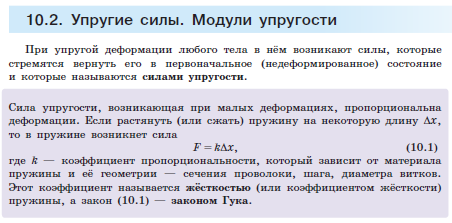 10.2. Упругие силы. Модули упругости
При упругой деформации любого тела в нём возникают силы, которые
стремятся вернуть его в первоначальное (недеформированное) состояние
и которые называются силами упругости.
Сила упругости, возникающая при малых деформациях, пропорциональна
деформации. Если растянуть (или сжать) пружину на некоторую длину Δx,
то в пружине возникнет сила
F = kΔx, (10.1)
где k — коэффициент пропорциональности, который зависит от материала
пружины и её геометрии — сечения проволоки, шага, диаметра витков.
Этот коэффициент называется жёсткостью (или коэффициентом жёсткости)
пружины, а закон (10.1) — законом Гука.